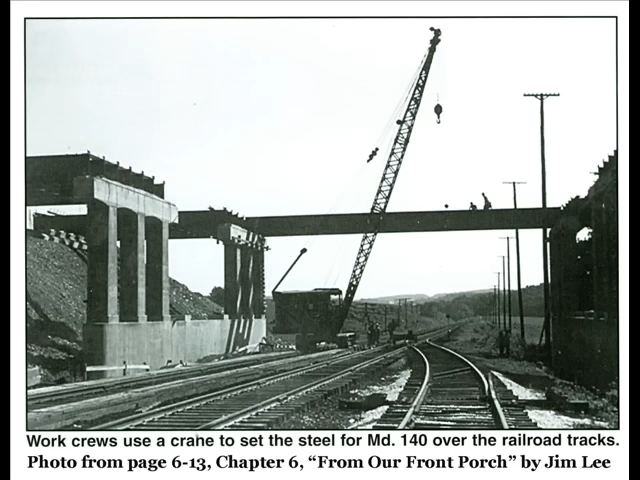 Work crews use a crane to set the steel for Md. 140 over the railroad tracks.
Photo from page 6-13, Chapter 6, “From Our Front Porch” by Jim Lee